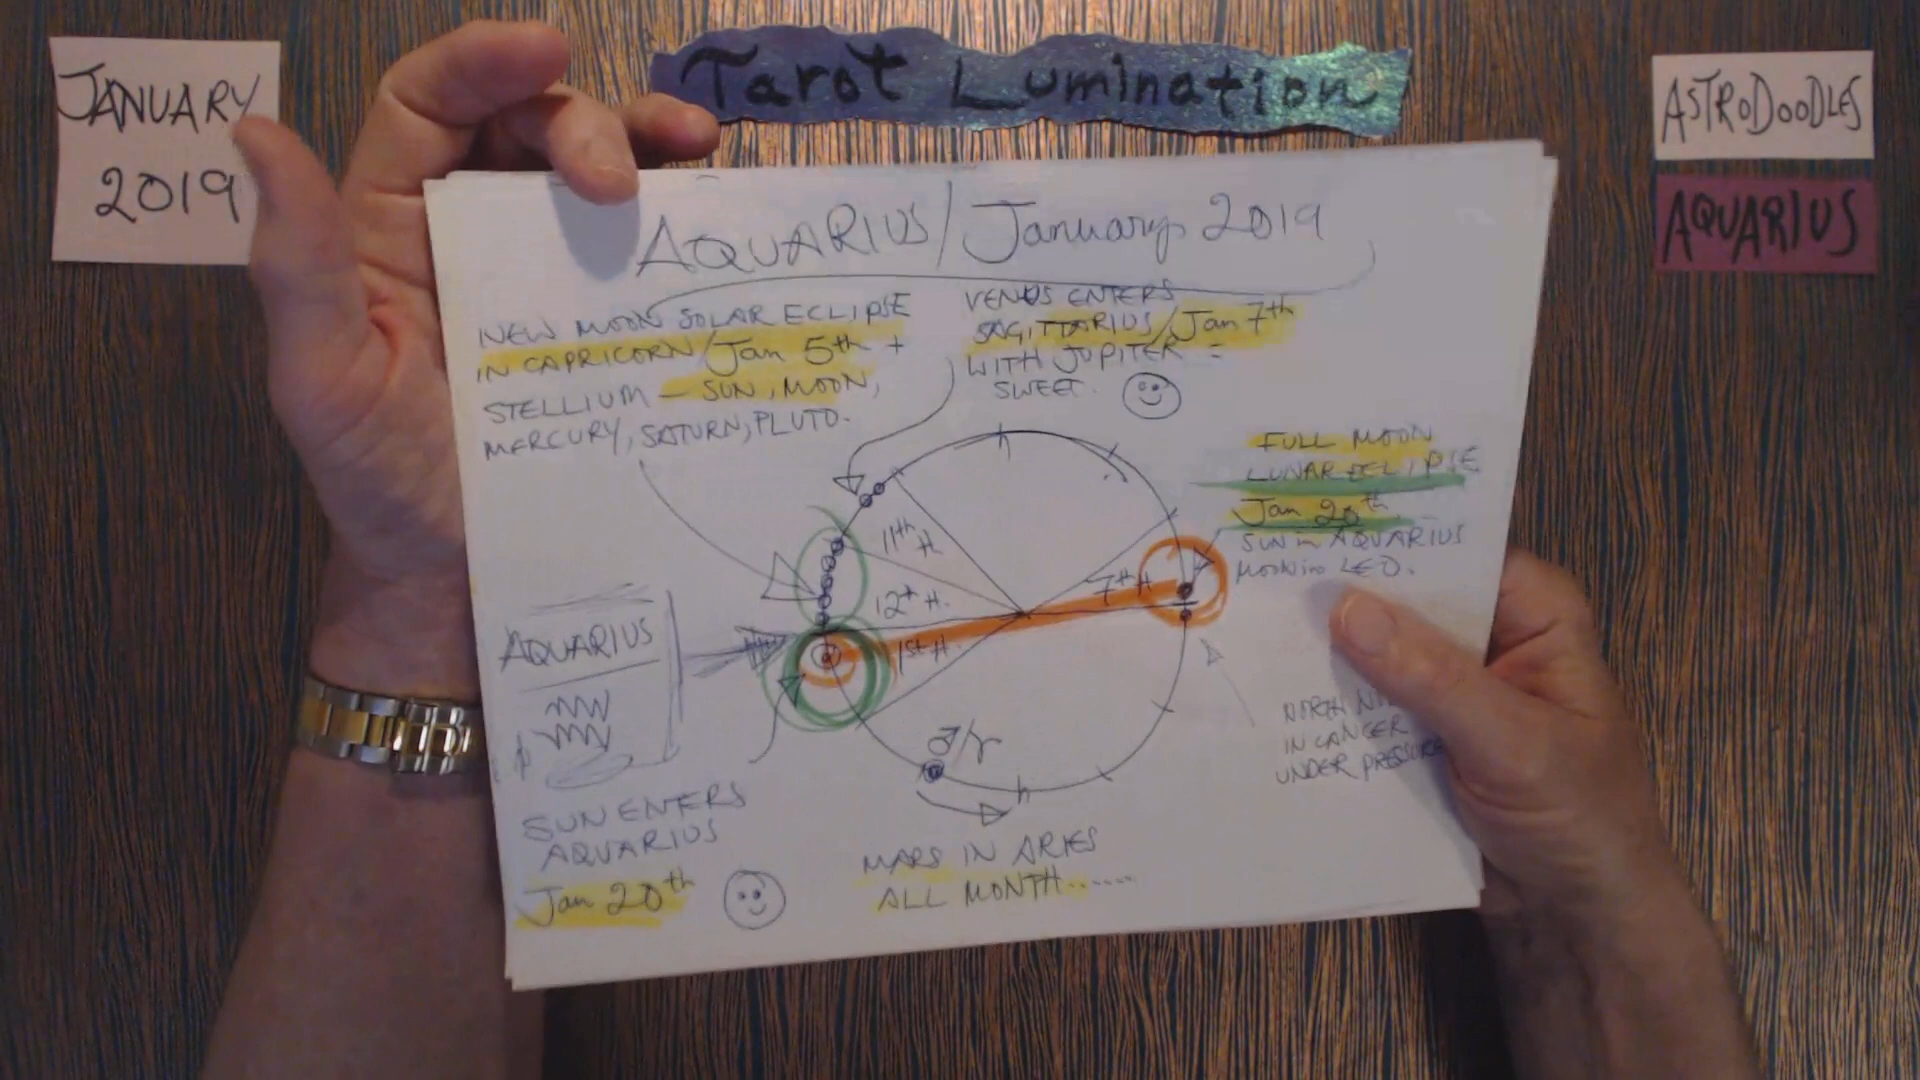 JANUARY
2019
Tarot Lumination
ASTRODOODLES
AQUARIUS
AQUARIUS / January 2019
NEW MOON SOLAR ECLIPSE
IN CAPRICORN / Jan 5th +
STELLIUM - SUN, MOON,
MERCURY, SATURN, PLUTO.
VENUS ENTERS
SAGITTARIUS / Jan 7th
WITH JUPITER =
SWEET.
FULL MOON
LUNAR ECLIPSE
Jan 20th
SUN in AQUARIUS
MOON in LEO.
11th H
12th H.
1st H.
7th H
AQUARIUS
♂/♈
NORTH
IN CANCER
UNDER PRESSURE
SUN ENTERS
AQUARIUS
Jan 20th
MARS IN ARIES
ALL MONTH......